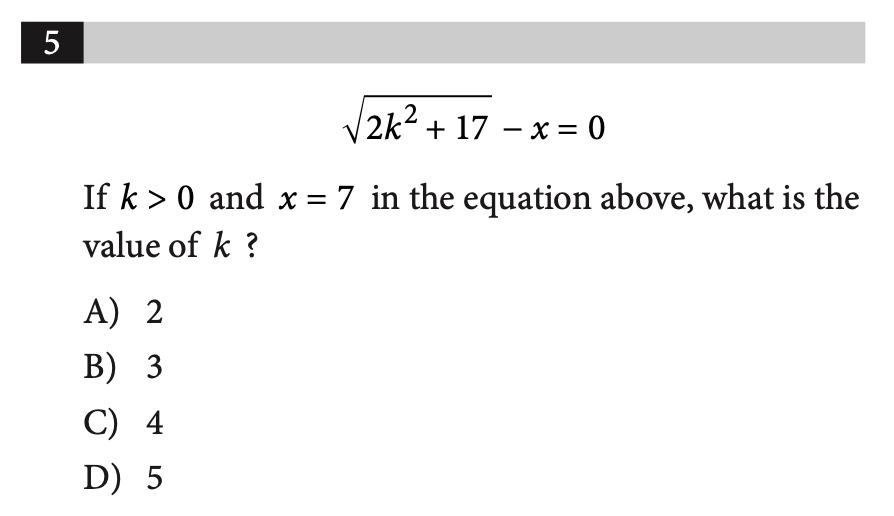 5
√(2k² + 17) − x = 0
If k > 0 and x = 7 in the equation above, what is the
value of k ?
A) 2
B) 3
C) 4
D) 5